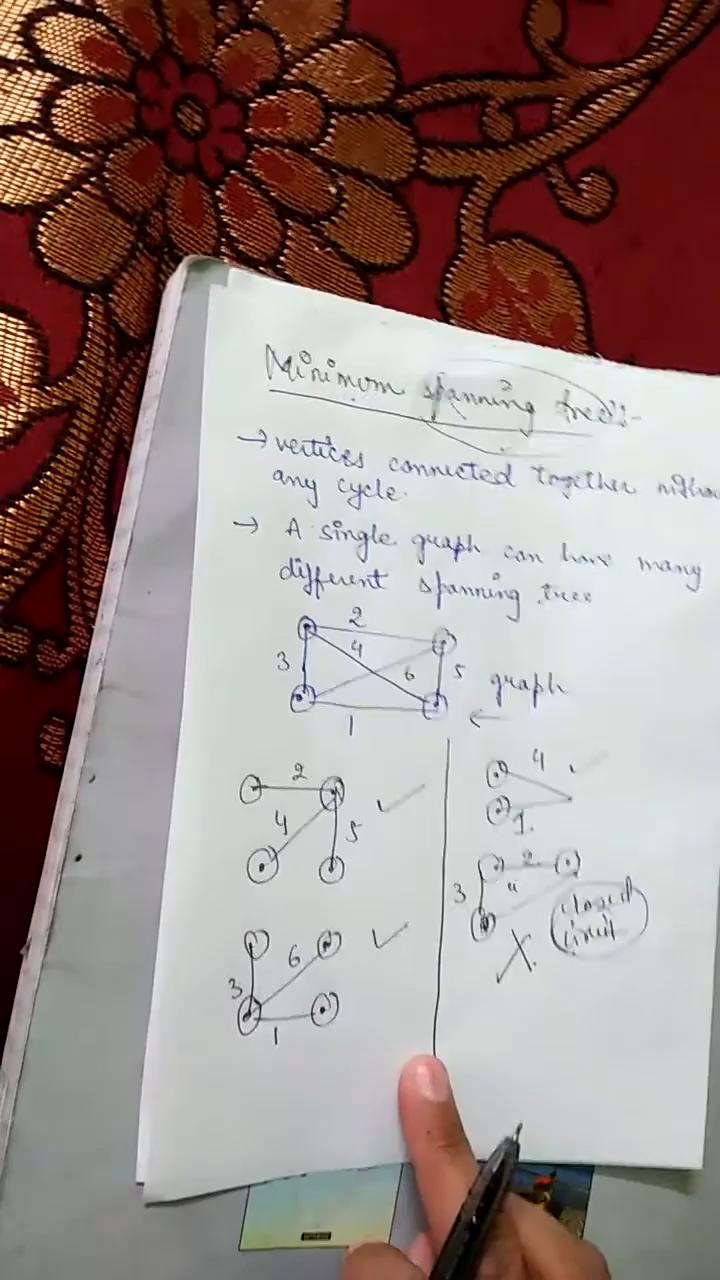 Minimum spanning tree:-
→ vertices connected together
any cycle.
→ A single graph can have many
different spanning tree
2
4
3
6
5
graph
1
2
4
5
4
1.
2
3
4
closed
circuit
X.
6
3
1